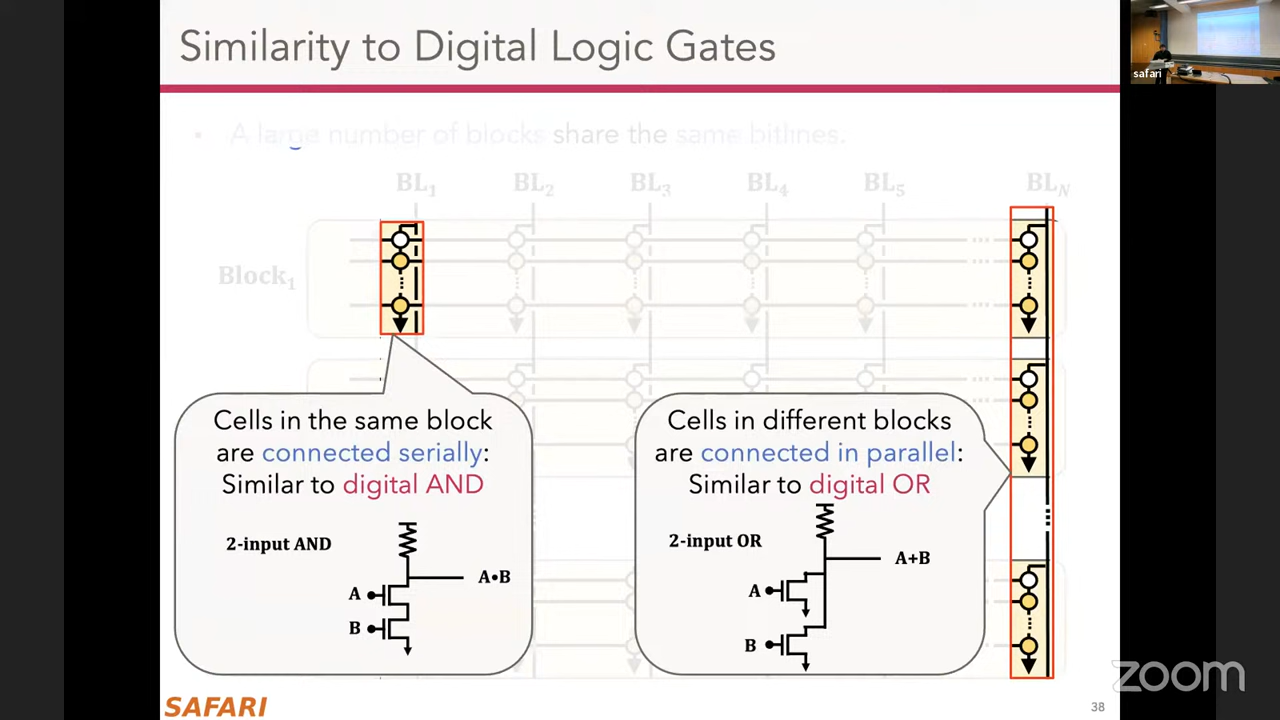 Similarity to Digital Logic Gates
safari
• A large number of blocks share the same bitlines.
BL₁ BL₂ BL₃ BL₄ BL₅ BL_N
Block₁
Cells in the same block
are connected serially:
Similar to digital AND
2-input AND
A•B
A
B
Cells in different blocks
are connected in parallel:
Similar to digital OR
2-input OR
A+B
A
B
SAFARI
38
zoom